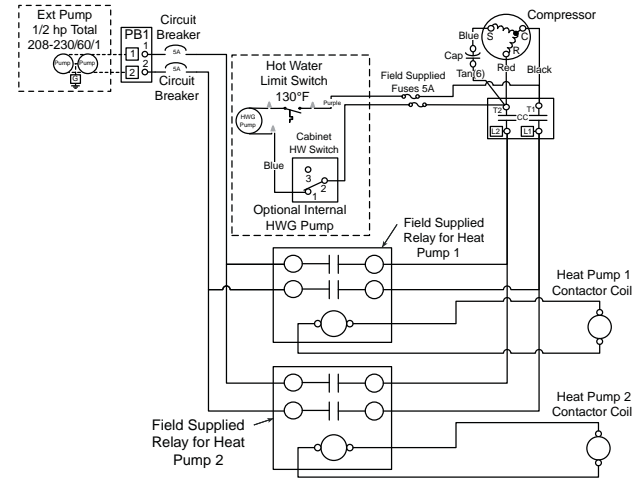 Ext Pump
1/2 hp Total
208-230/60/1
Pump
Pump
G
PB1
1
1
2
2
Circuit
Breaker
5A
5A
Circuit
Breaker
Hot Water
Limit Switch
130°F
Purple
HWG
Pump
Blue
Cabinet
HW Switch
3
2
1
Optional Internal
HWG Pump
Field Supplied
Fuses 5A
Compressor
Blue
S
C
R
Cap
Tan(6)
Red
Black
T2
T1
CC
L2
L1
Field Supplied
Relay for Heat
Pump 1
Heat Pump 1
Contactor Coil
Heat Pump 2
Contactor Coil
Field Supplied
Relay for Heat
Pump 2